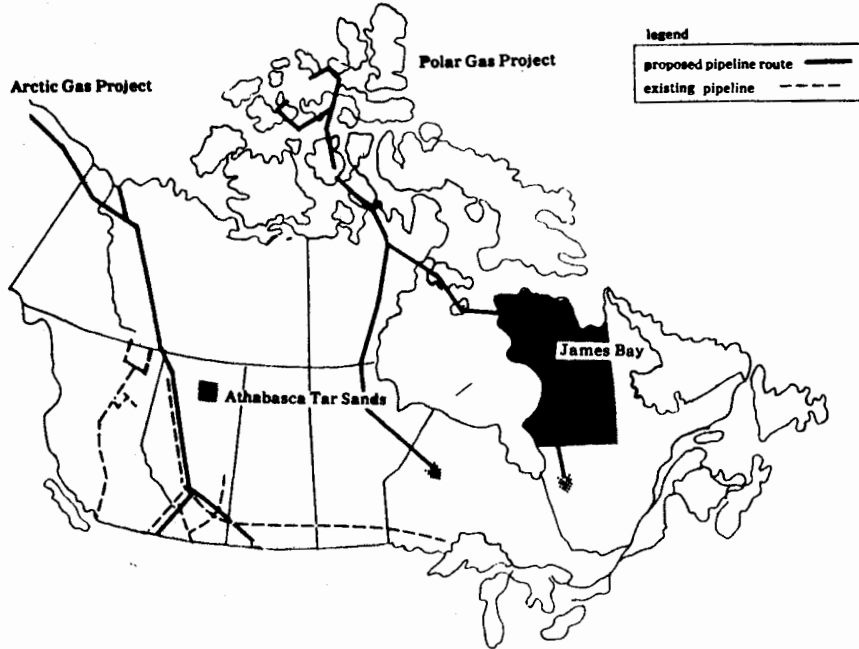 legend
proposed pipeline route
existing pipeline
Polar Gas Project
Arctic Gas Project
James Bay
Athabasca Tar Sands